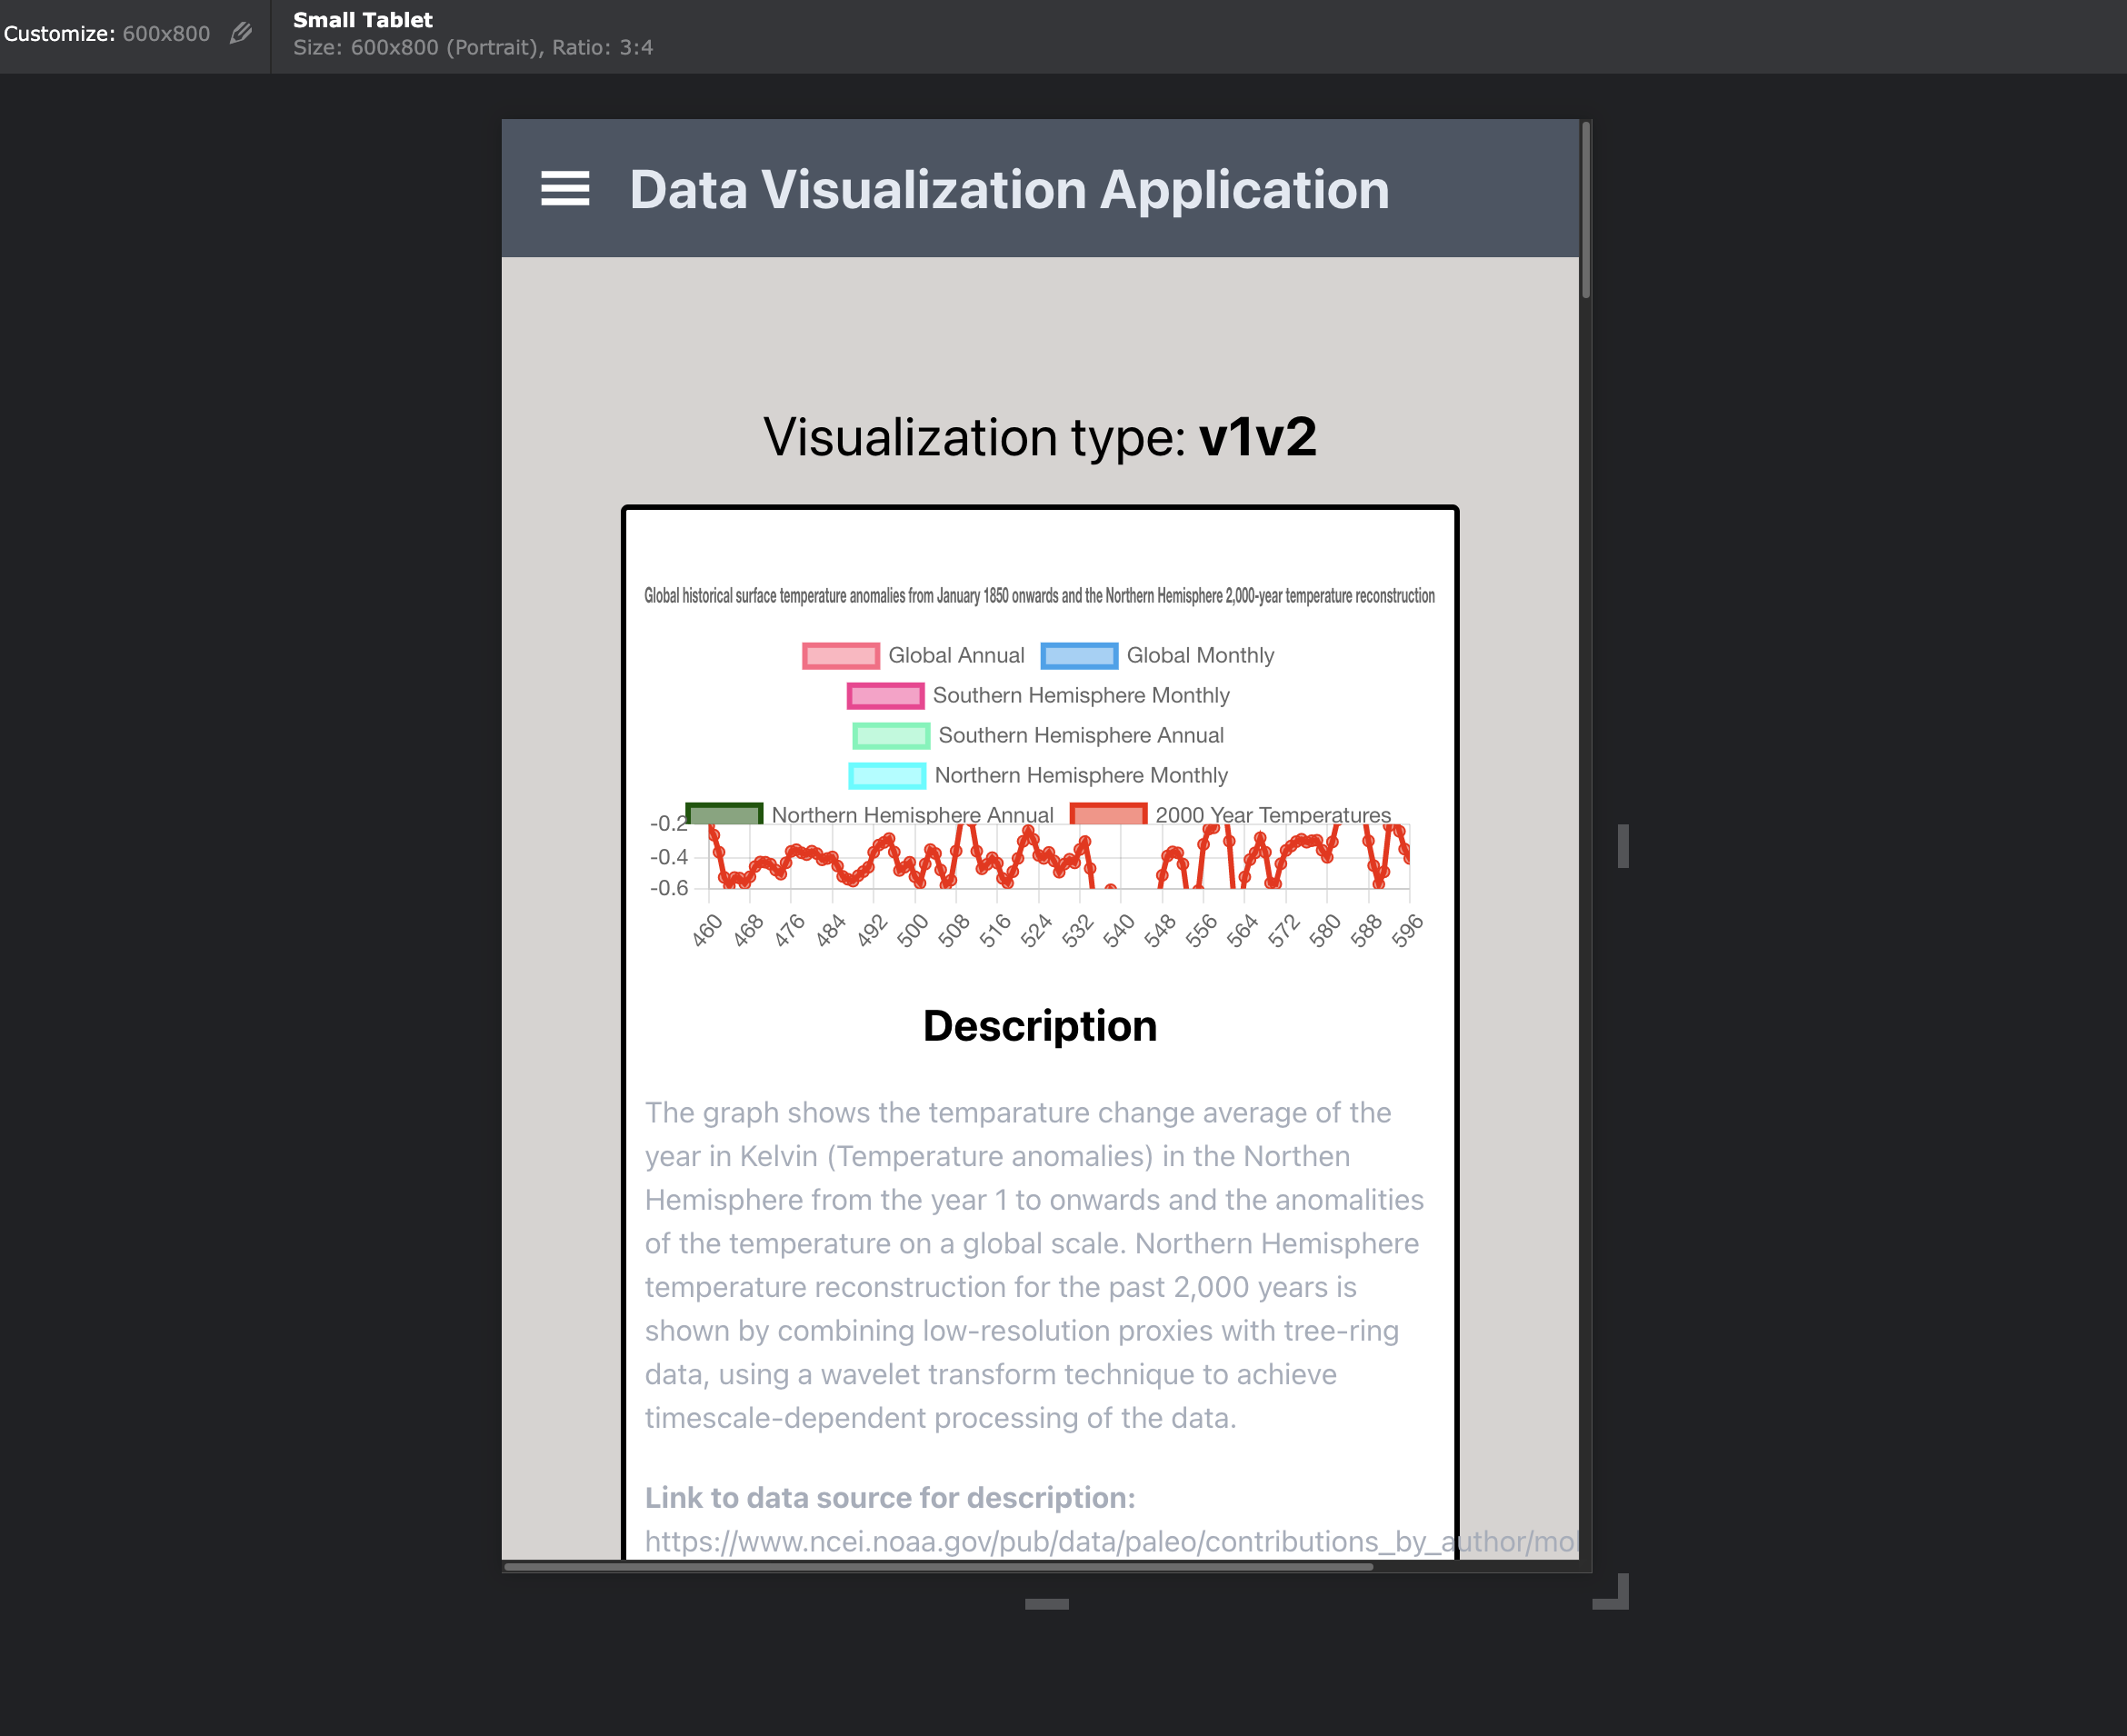 Customize: 600x800
Small Tablet
Size: 600x800 (Portrait), Ratio: 3:4
Data Visualization Application
Visualization type: v1v2
Global historical surface temperature anomalies from January 1850 onwards and the Northern Hemisphere 2,000-year temperature reconstruction
Global Annual Global Monthly
Southern Hemisphere Monthly
Southern Hemisphere Annual
Northern Hemisphere Monthly
Northern Hemisphere Annual 2000 Year Temperatures
-0.2
-0.4
-0.6
460 468 476 484 492 500 508 516 524 532 540 548 556 564 572 580 588 596
Description
The graph shows the temparature change average of the
year in Kelvin (Temperature anomalies) in the Northen
Hemisphere from the year 1 to onwards and the anomalities
of the temperature on a global scale. Northern Hemisphere
temperature reconstruction for the past 2,000 years is
shown by combining low-resolution proxies with tree-ring
data, using a wavelet transform technique to achieve
timescale-dependent processing of the data.
Link to data source for description:
https://www.ncei.noaa.gov/pub/data/paleo/contributions_by_author/mo